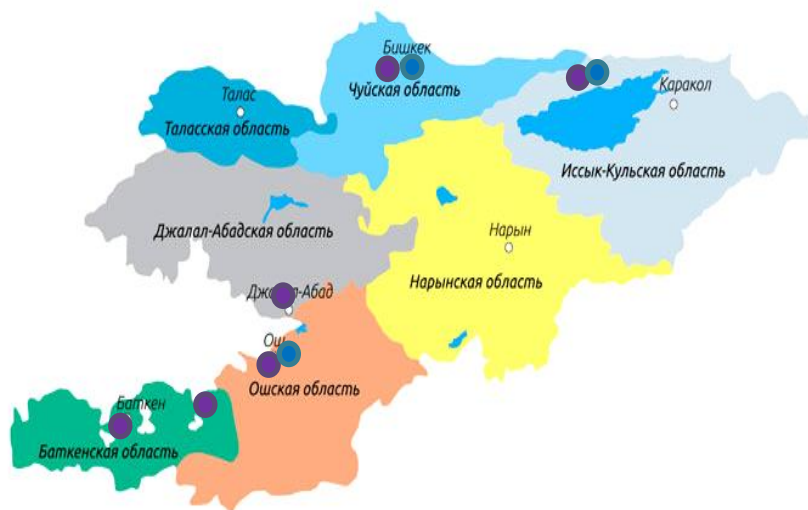 Бишкек
Чуйская область
Талас
Таласская область
Каракол
Иссык-Кульская область
Джалал-Абадская область
Нарын
Нарынская область
Ош
Ошская область
Баткен
Баткенская область